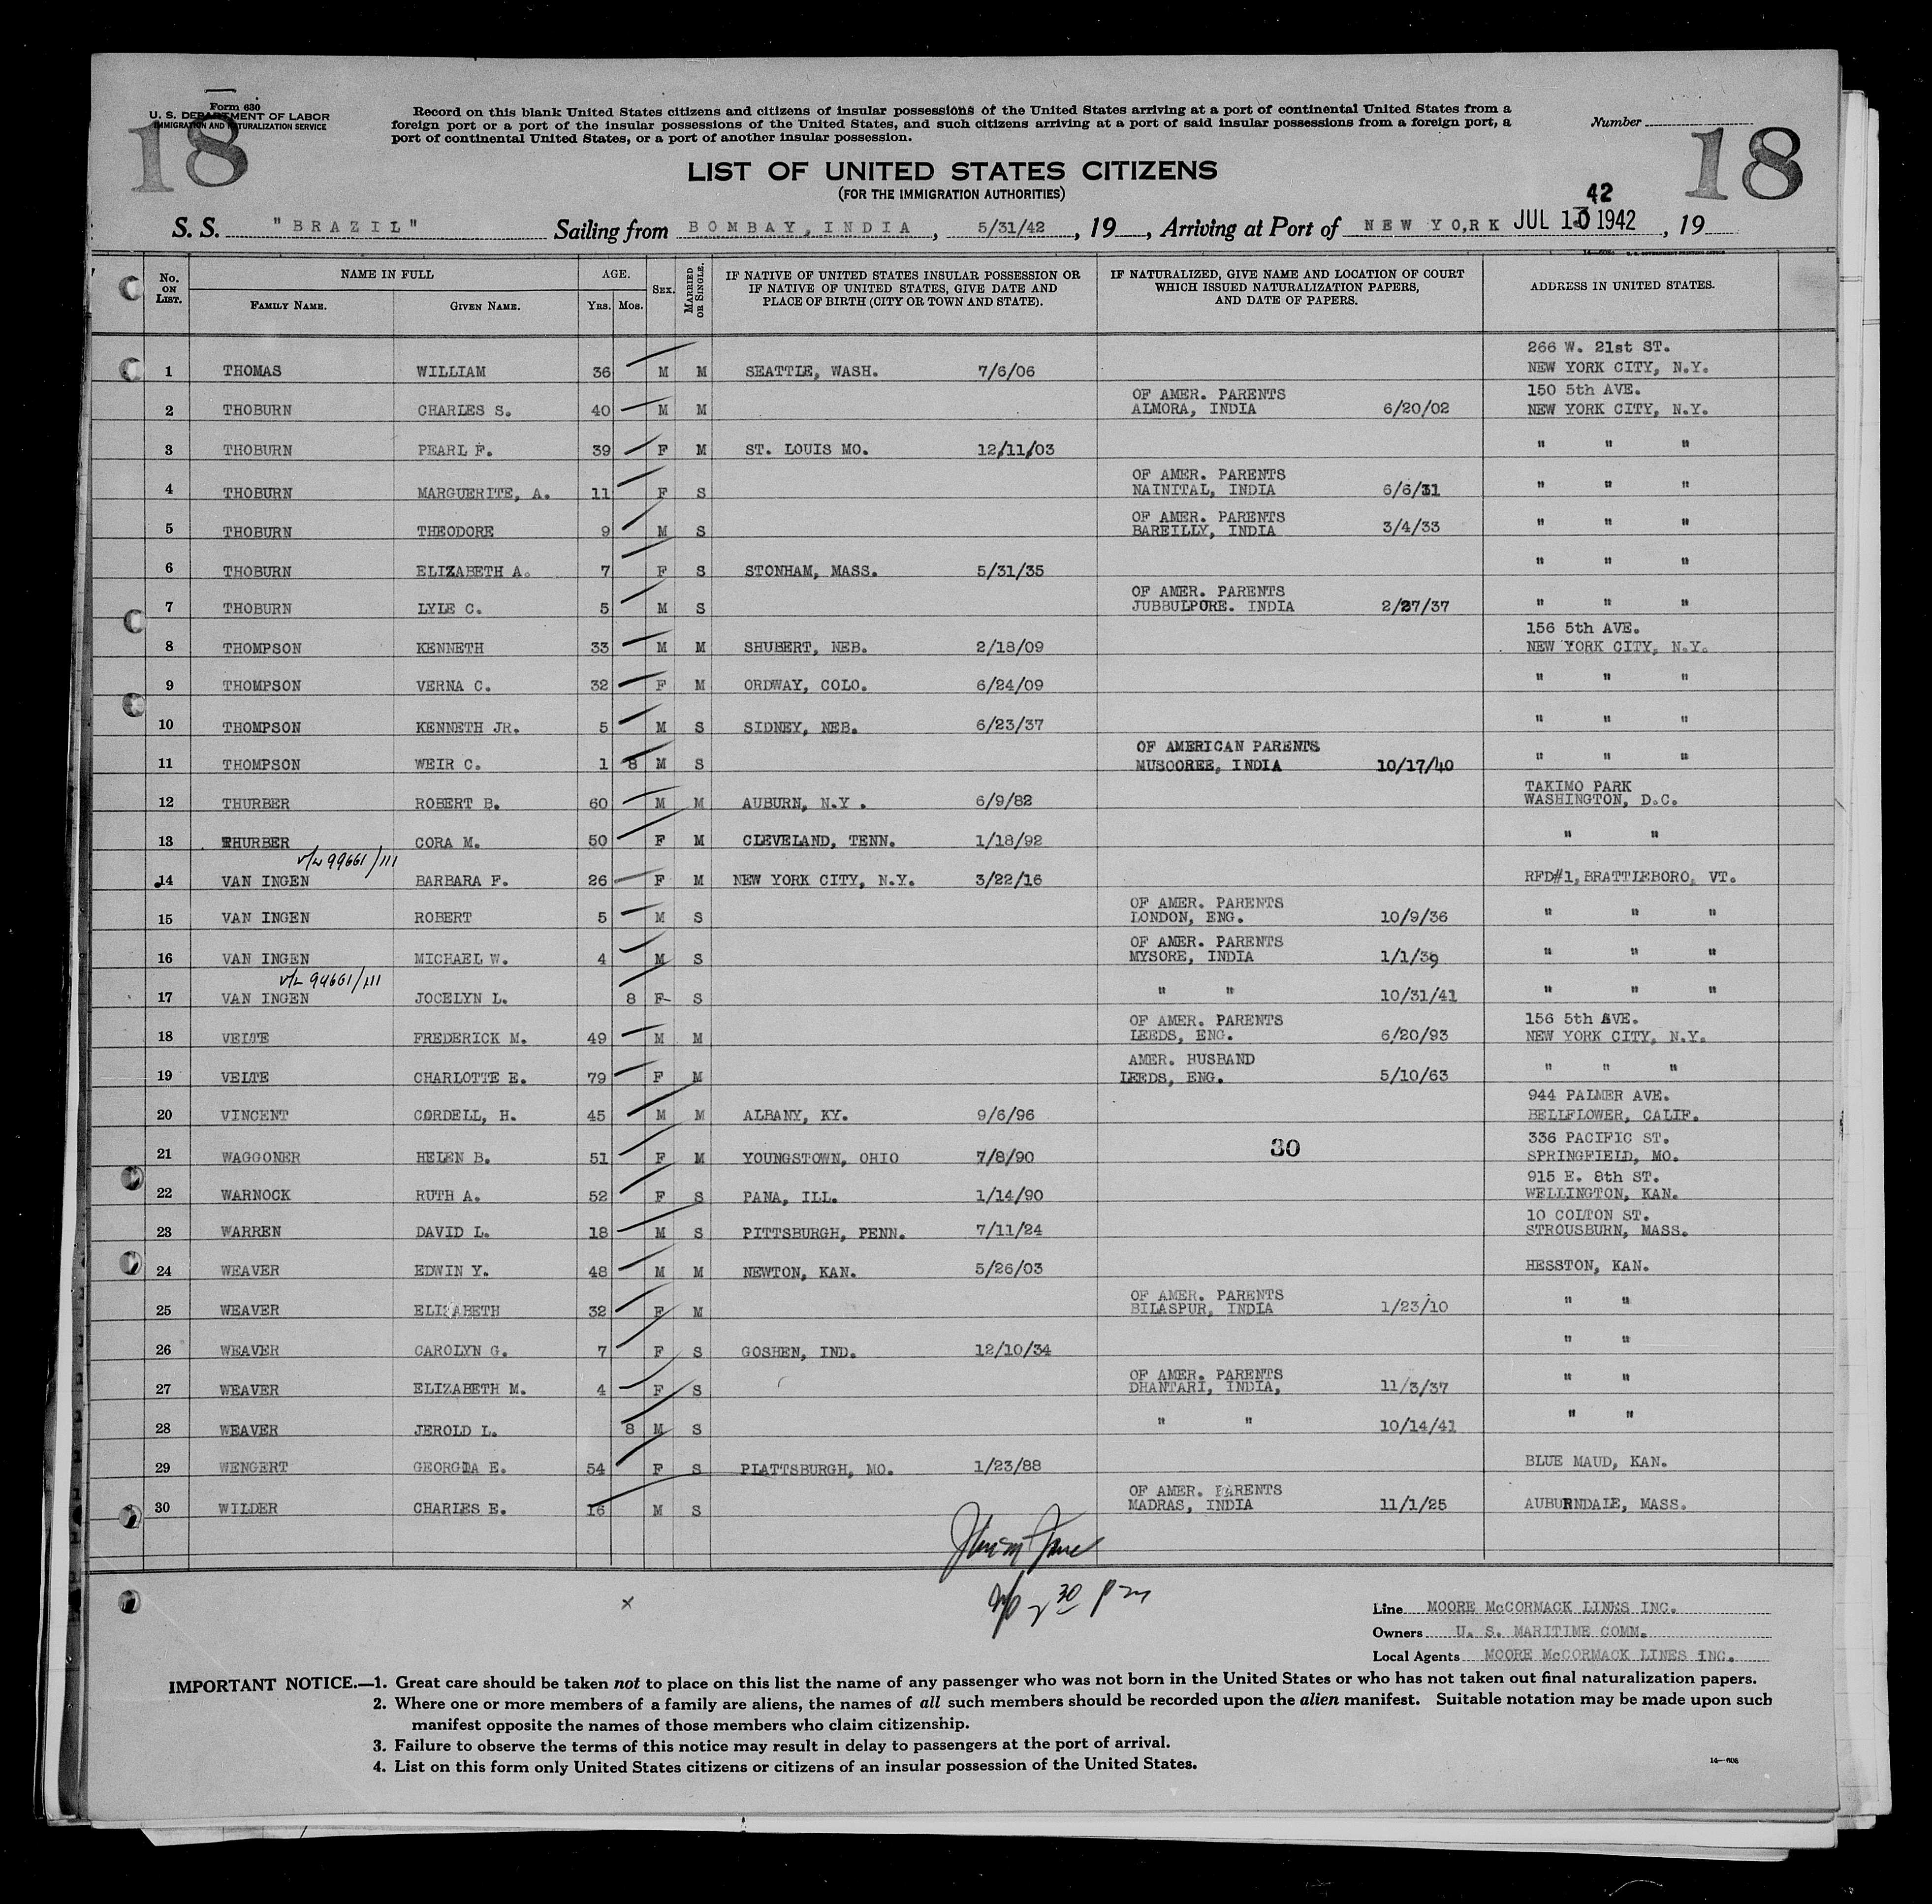 Form 630
U. S. DEPARTMENT OF LABOR
IMMIGRATION AND NATURALIZATION SERVICE
18
Record on this blank United States citizens and citizens of insular possessions of the United States arriving at a port of continental United States from a
foreign port or a port of the insular possessions of the United States, and such citizens arriving at a port of said insular possessions from a foreign port, a
port of continental United States, or a port of another insular possession.
Number
18
LIST OF UNITED STATES CITIZENS
(FOR THE IMMIGRATION AUTHORITIES)
42
S. S. "BRAZIL" Sailing from BOMBAY, INDIA, 5/31/42, 19 , Arriving at Port of NEW YORK JUL 10 1942, 19
No. ON LIST. NAME IN FULL AGE. SEX. MARRIED OR SINGLE. IF NATIVE OF UNITED STATES INSULAR POSSESSION OR IF NATIVE OF UNITED STATES, GIVE DATE AND PLACE OF BIRTH (CITY OR TOWN AND STATE). IF NATURALIZED, GIVE NAME AND LOCATION OF COURT WHICH ISSUED NATURALIZATION PAPERS, AND DATE OF PAPERS. ADDRESS IN UNITED STATES.
FAMILY NAME. GIVEN NAME. Yrs. Mos.
266 W. 21st ST.
1 THOMAS WILLIAM 36 M M SEATTLE, WASH. 7/6/06 NEW YORK CITY, N.Y.
OF AMER. PARENTS 150 5th AVE.
2 THOBURN CHARLES S. 40 M M ALMORA, INDIA 6/20/02 NEW YORK CITY, N.Y.
3 THOBURN PEARL F. 39 F M ST. LOUIS MO. 12/11/03 " " "
OF AMER. PARENTS
4 THOBURN MARGUERITE, A. 11 F S NAINITAL, INDIA 6/6/31 " " "
OF AMER. PARENTS
5 THOBURN THEODORE 9 M S BAREILLY, INDIA 3/4/33 " " "
6 THOBURN ELIZABETH A. 7 F S STONHAM, MASS. 5/31/35 " " "
OF AMER. PARENTS
7 THOBURN LYLE C. 5 M S JUBBULPORE. INDIA 2/27/37 " " "
156 5th AVE.
8 THOMPSON KENNETH 33 M M SHUBERT, NEB. 2/18/09 NEW YORK CITY, N.Y.
9 THOMPSON VERNA C. 32 F M ORDWAY, COLO. 6/24/09 " " "
10 THOMPSON KENNETH JR. 5 M S SIDNEY, NEB. 6/23/37 " " "
OF AMERICAN PARENTS
11 THOMPSON WEIR C. 1 8 M S MUSOOREE, INDIA 10/17/40 " " "
TAKIMO PARK
12 THURBER ROBERT B. 60 M M AUBURN, N.Y. 6/9/82 WASHINGTON, D.C.
13 THURBER CORA M. 50 F M CLEVELAND, TENN. 1/18/92 " "
99661/111
14 VAN INGEN BARBARA F. 26 F M NEW YORK CITY, N.Y. 3/22/16 RFD#1, BRATTLEBORO, VT.
OF AMER. PARENTS
15 VAN INGEN ROBERT 5 M S LONDON, ENG. 10/9/36 " " "
OF AMER. PARENTS
16 VAN INGEN MICHAEL W. 4 M S MYSORE, INDIA 1/1/39 " " "
17 VAN INGEN JOCELYN L. 8 F S " " 10/31/41 " " "
OF AMER. PARENTS 156 5th AVE.
18 VELTE FREDERICK M. 49 M M LEEDS, ENG. 6/20/93 NEW YORK CITY, N.Y.
AMER. HUSBAND
19 VELTE CHARLOTTE E. 79 F M LEEDS, ENG. 5/10/63 " " "
944 PALMER AVE.
20 VINCENT CORDELL, H. 45 M M ALBANY, KY. 9/6/96 BELLFLOWER, CALIF.
30 336 PACIFIC ST.
21 WAGGONER HELEN B. 51 F M YOUNGSTOWN, OHIO 7/8/90 SPRINGFIELD, MO.
915 E. 8th ST.
22 WARNOCK RUTH A. 52 F S PANA, ILL. 1/14/90 WELLINGTON, KAN.
10 COLTON ST.
23 WARREN DAVID L. 18 M S PITTSBURGH, PENN. 7/11/24 STROUSBURN, MASS.
24 WEAVER EDWIN Y. 48 M M NEWTON, KAN. 5/26/03 HESSTON, KAN.
OF AMER. PARENTS
25 WEAVER ELIZABETH 32 F M BILASPUR, INDIA 1/23/10 " "
26 WEAVER CAROLYN G. 7 F S GOSHEN, IND. 12/10/34 " "
OF AMER. PARENTS
27 WEAVER ELIZABETH M. 4 F S DHANTARI, INDIA, 11/3/37 " "
28 WEAVER JEROLD L. 8 M S " " 10/14/41 " "
29 WENGERT GEORGIA E. 54 F S PLATTSBURGH, MO. 1/23/88 BLUE MAUD, KAN.
OF AMER. PARENTS
30 WILDER CHARLES E. 16 M S MADRAS, INDIA 11/1/25 AUBURNDALE, MASS.
x
Line MOORE McCORMACK LINES INC.
Owners U. S. MARITIME COMM.
Local Agents MOORE McCORMACK LINES INC.
IMPORTANT NOTICE.—1. Great care should be taken not to place on this list the name of any passenger who was not born in the United States or who has not taken out final naturalization papers.
2. Where one or more members of a family are aliens, the names of all such members should be recorded upon the alien manifest. Suitable notation may be made upon such
manifest opposite the names of those members who claim citizenship.
3. Failure to observe the terms of this notice may result in delay to passengers at the port of arrival.
4. List on this form only United States citizens or citizens of an insular possession of the United States.